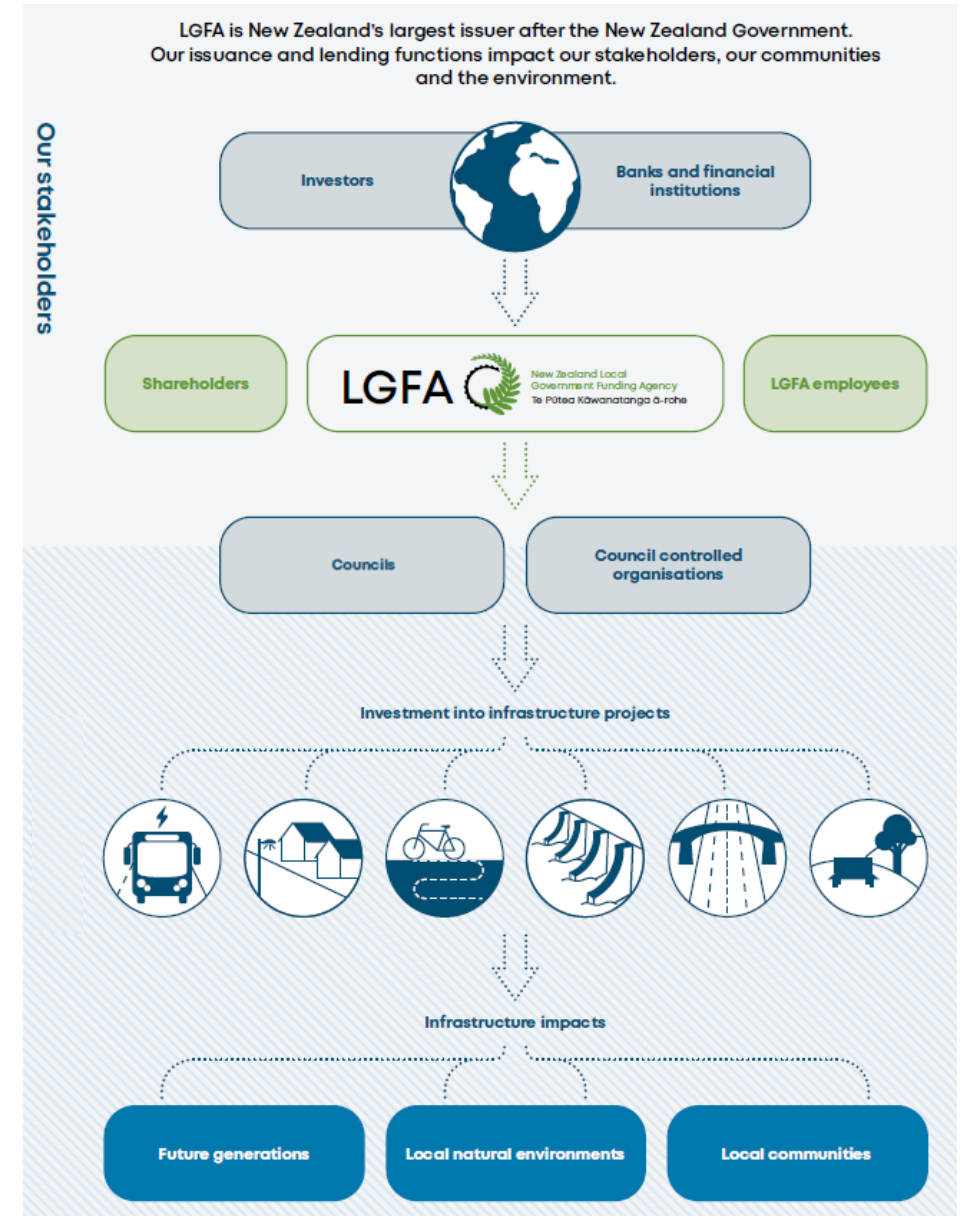 LGFA is New Zealand's largest issuer after the New Zealand Government.
Our issuance and lending functions impact our stakeholders, our communities
and the environment.
Our stakeholders
Investors
Banks and financial
institutions
Shareholders
LGFA
New Zealand Local
Government Funding Agency
Te Pūtea Kāwanatanga ā-rohe
LGFA employees
Councils
Council controlled
organisations
Investment into infrastructure projects
Infrastructure impacts
Future generations
Local natural environments
Local communities